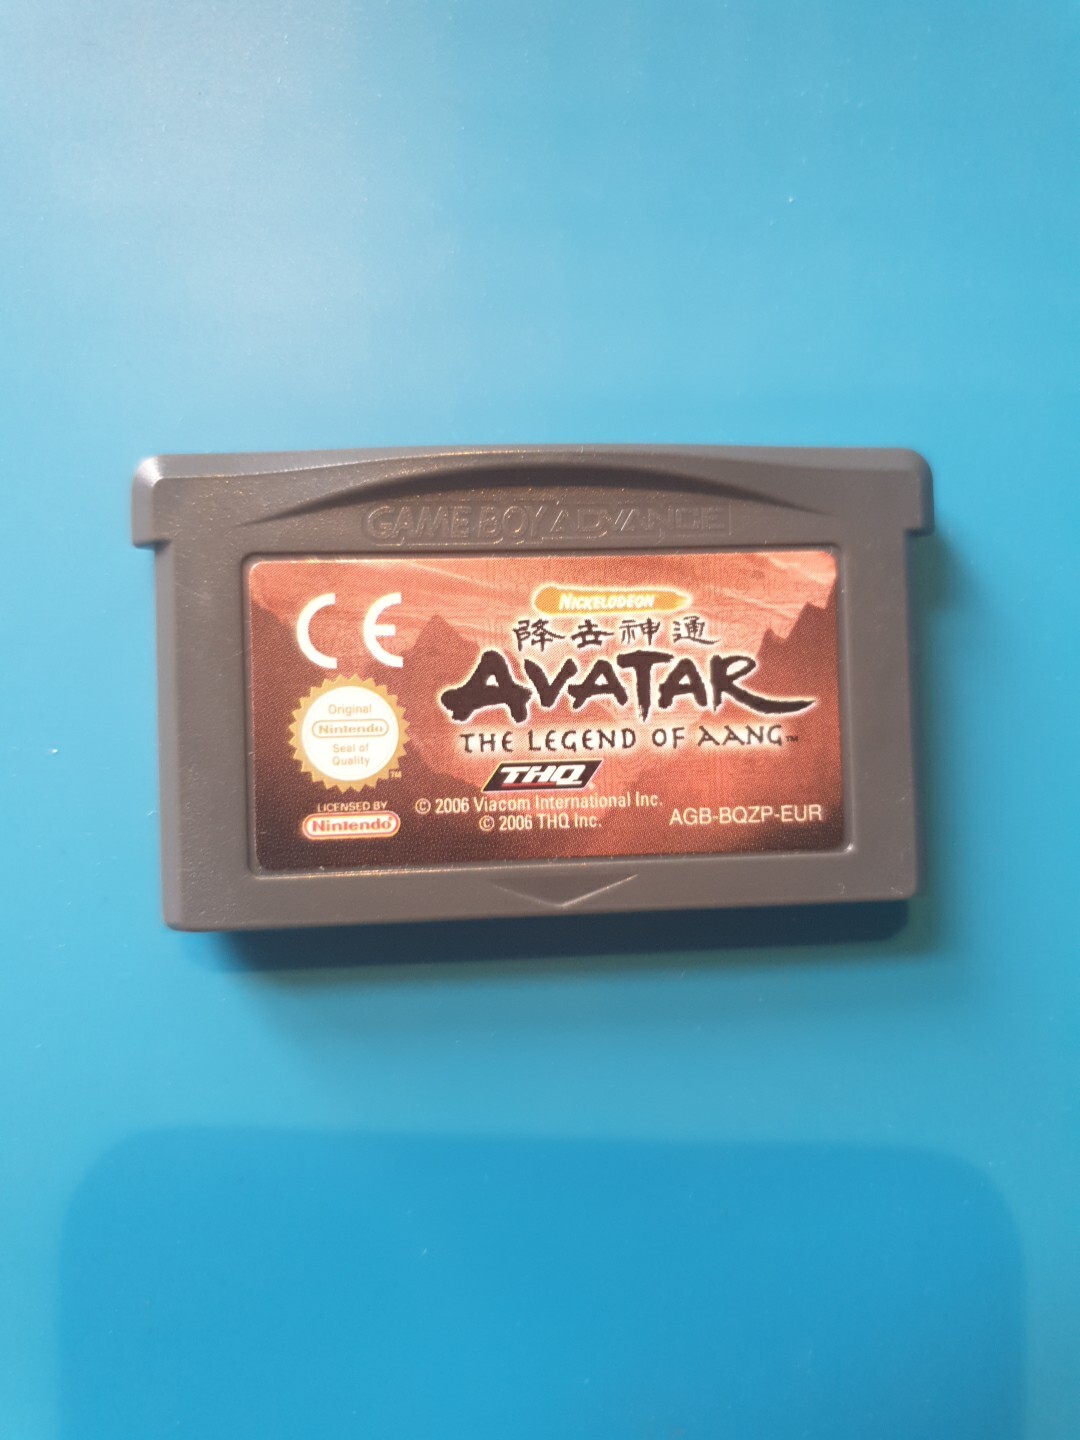 GAME BOY ADVANCE
CE
NICKELODEON
降去神通
AVATAR
THE LEGEND OF AANG™
THQ®
Original
Nintendo
Seal of
Quality
TM
LICENSED BY
Nintendo®
© 2006 Viacom International Inc.
© 2006 THQ Inc.
AGB-BQZP-EUR